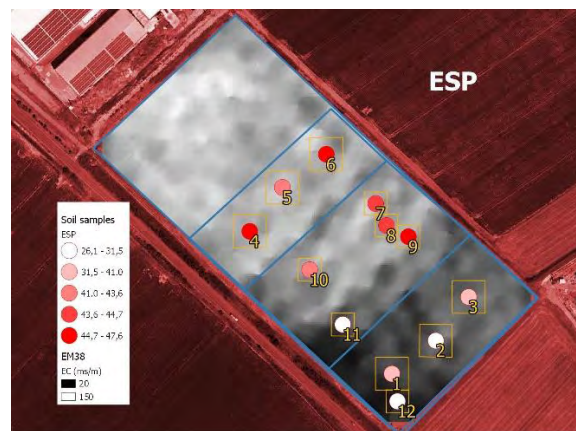 ESP
6
5
7
4
8
9
10
3
11
2
1
12
Soil samples
ESP
26,1 - 31,5
31,5 - 41.0
41.0 - 43,6
43,6 - 44,7
44,7 - 47,6
EM38
EC (ms/m)
20
150